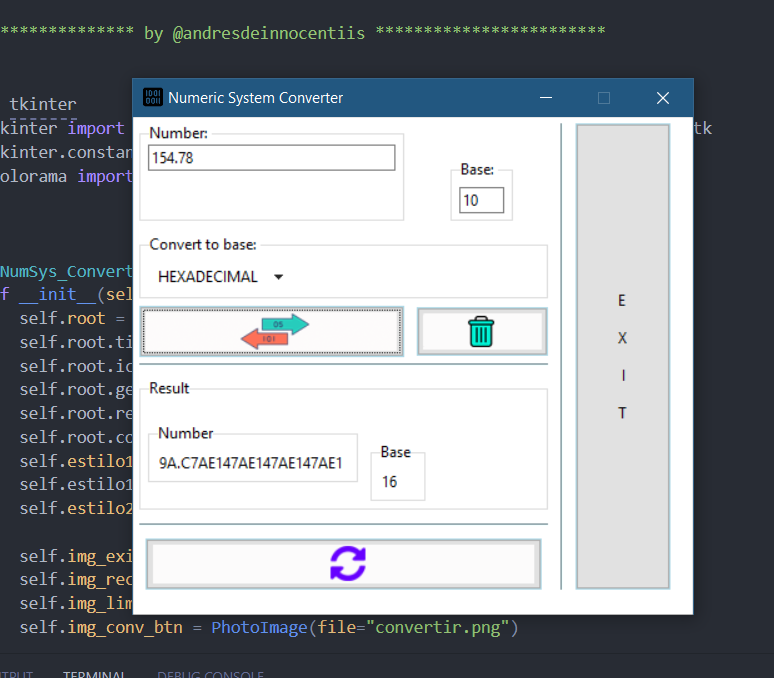 ************** by @andresdeinnocentiis ************************
Numeric System Converter
tkinter
kinter import
tk
kinter.constan
olorama import
Number:
154.78
Base:
10
Convert to base:
HEXADECIMAL
05
101
Result
Number
9A.C7AE147AE147AE147AE1
Base
16
E
X
I
T
NumSys_Convert
f __init__(sel
self.root =
self.root.ti
self.root.ic
self.root.ge
self.root.re
self.root.co
self.estilo1
self.estilo1
self.estilo2
self.img_exi
self.img_rec
self.img_lim
self.img_conv_btn = PhotoImage(file="convertir.png")
TERMINAL
DEBUG CONSOLE